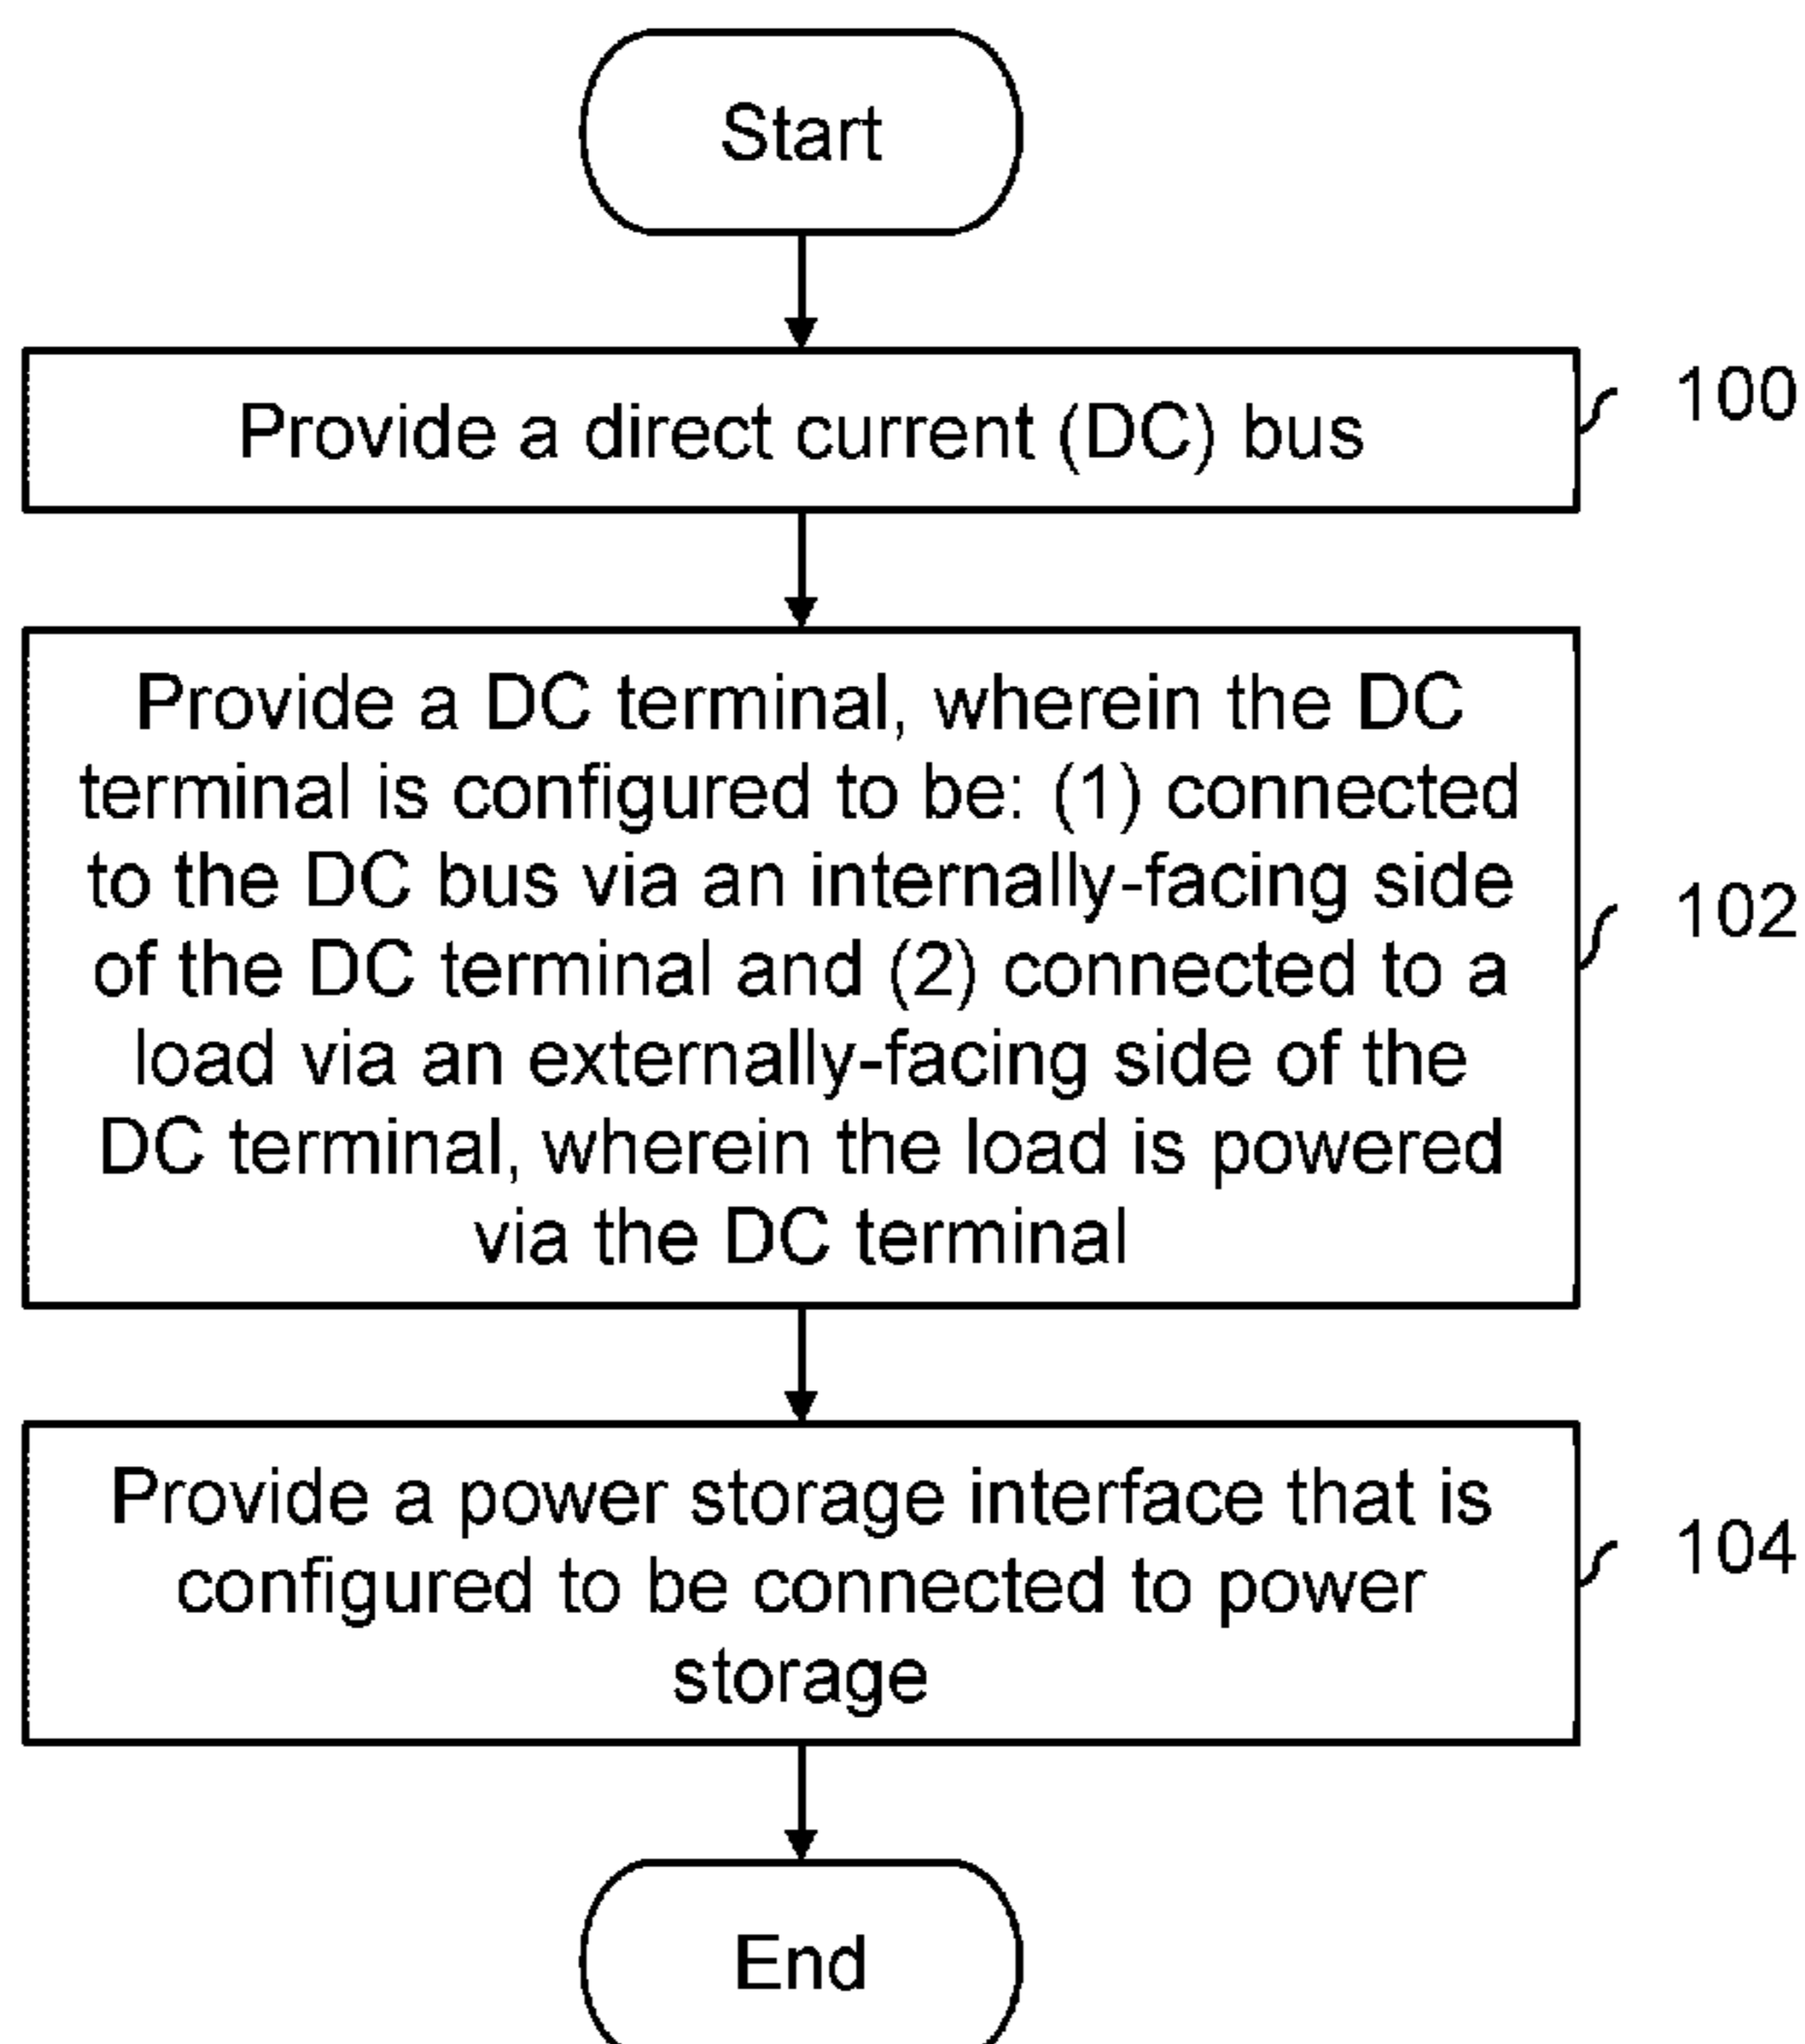 Start
Provide a direct current (DC) bus
100
Provide a DC terminal, wherein the DC
terminal is configured to be: (1) connected
to the DC bus via an internally-facing side
of the DC terminal and (2) connected to a
load via an externally-facing side of the
DC terminal, wherein the load is powered
via the DC terminal
102
Provide a power storage interface that is
configured to be connected to power
storage
104
End